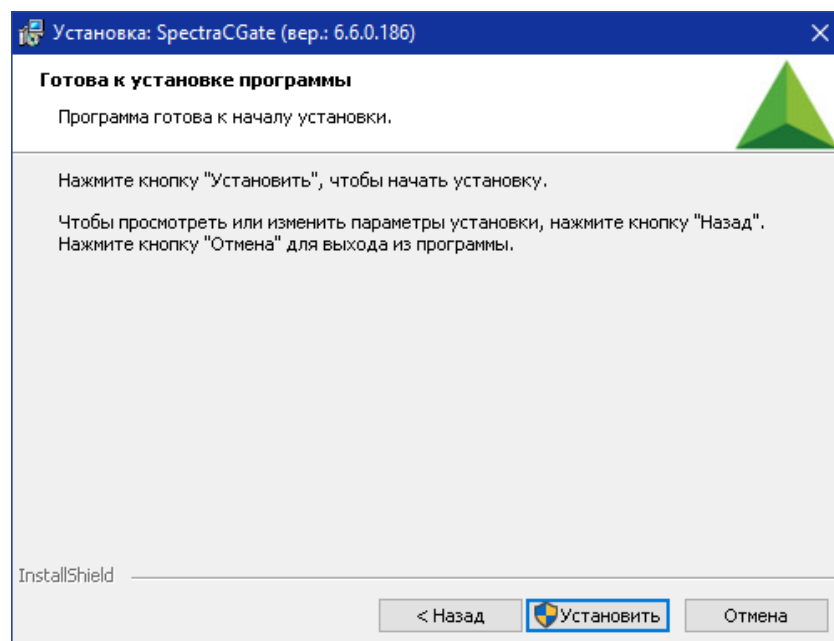 Установка: SpectraCGate (вер.: 6.6.0.186)
Готова к установке программы
Программа готова к началу установки.
Нажмите кнопку "Установить", чтобы начать установку.
Чтобы просмотреть или изменить параметры установки, нажмите кнопку "Назад".
Нажмите кнопку "Отмена" для выхода из программы.
InstallShield
< Назад
Установить
Отмена